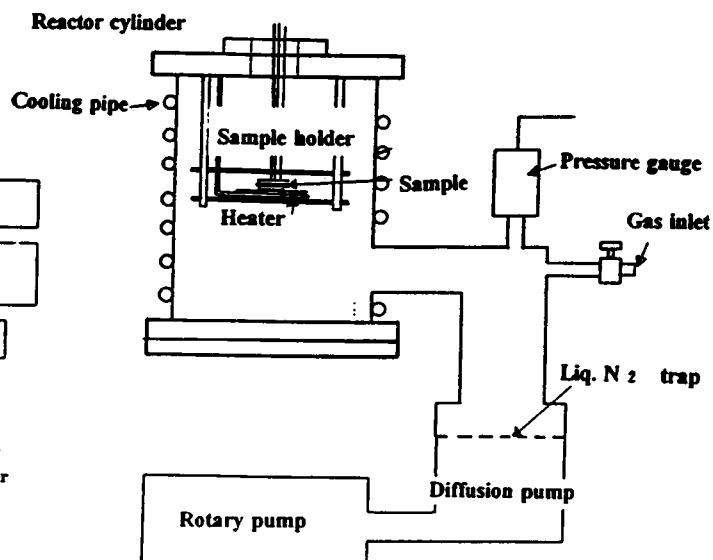 Reactor cylinder
Cooling pipe
Sample holder
Pressure gauge
Sample
Heater
Gas inlet
Liq. N 2 trap
r
Diffusion pump
Rotary pump